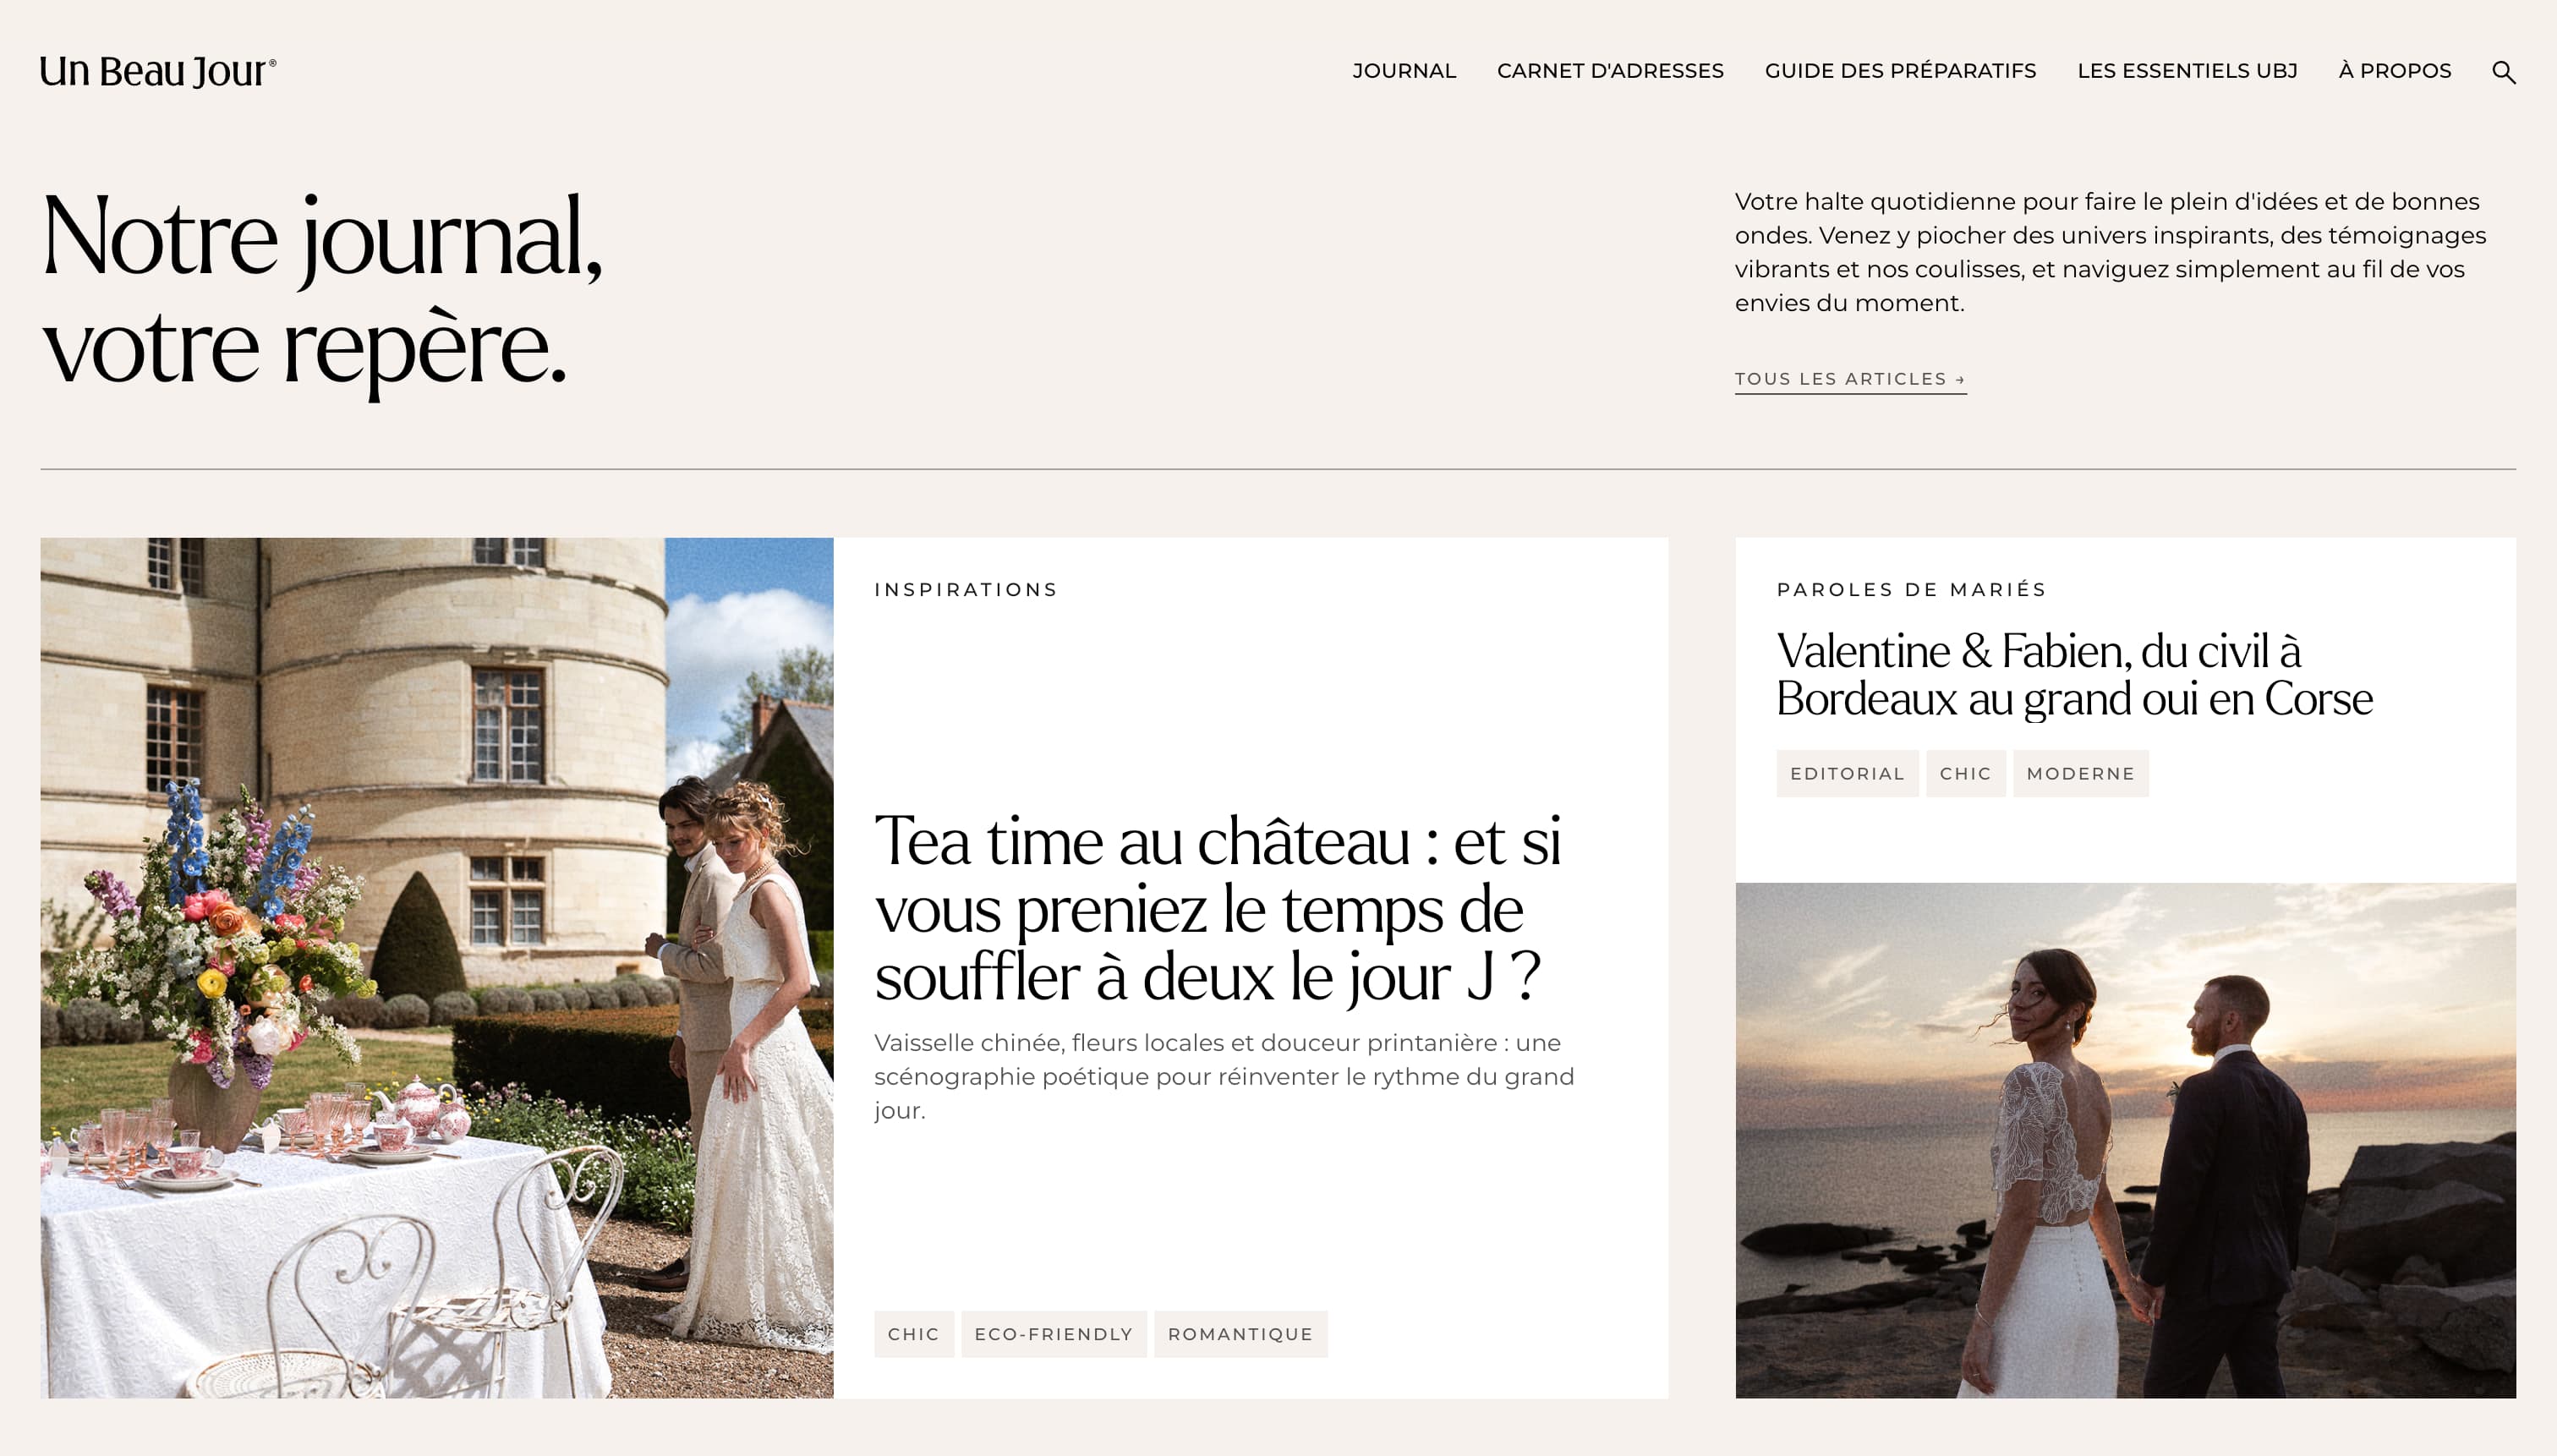 Un Beau Jour®
JOURNAL
CARNET D'ADRESSES
GUIDE DES PRÉPARATIFS
LES ESSENTIELS UBJ
À PROPOS
Notre journal,
votre repère.
Votre halte quotidienne pour faire le plein d'idées et de bonnes
ondes. Venez y piocher des univers inspirants, des témoignages
vibrants et nos coulisses, et naviguez simplement au fil de vos
envies du moment.
TOUS LES ARTICLES →
INSPIRATIONS
Tea time au château : et si
vous preniez le temps de
souffler à deux le jour J ?
Vaisselle chinée, fleurs locales et douceur printanière : une
scénographie poétique pour réinventer le rythme du grand
jour.
CHIC
ECO-FRIENDLY
ROMANTIQUE
PAROLES DE MARIÉS
Valentine & Fabien, du civil à
Bordeaux au grand oui en Corse
EDITORIAL
CHIC
MODERNE